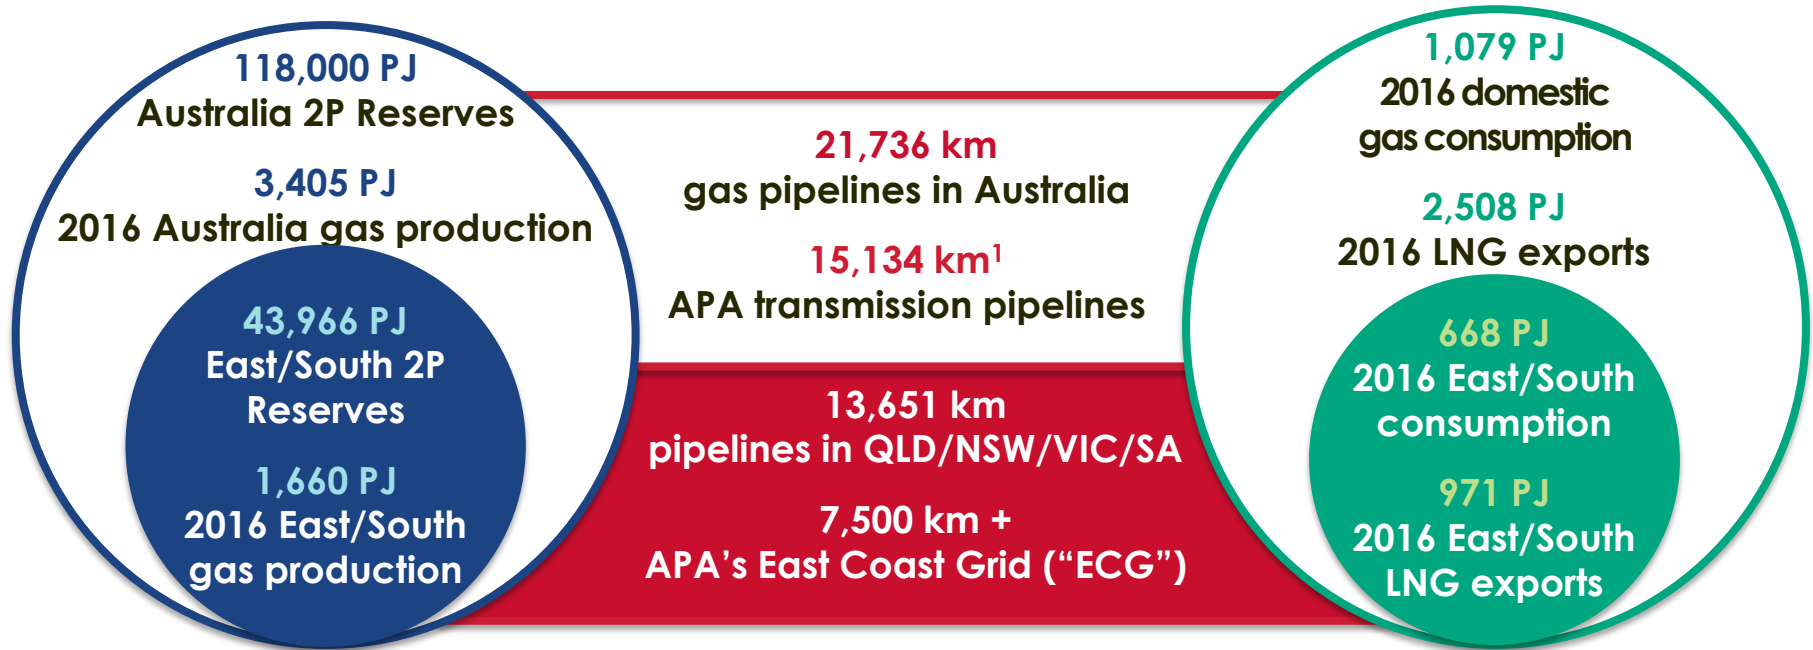 118,000 PJ
Australia 2P Reserves
3,405 PJ
2016 Australia gas production
43,966 PJ
East/South 2P
Reserves
1,660 PJ
2016 East/South
gas production
21,736 km
gas pipelines in Australia
15,134 km¹
APA transmission pipelines
13,651 km
pipelines in QLD/NSW/VIC/SA
7,500 km +
APA’s East Coast Grid (“ECG”)
1,079 PJ
2016 domestic
gas consumption
2,508 PJ
2016 LNG exports
668 PJ
2016 East/South
consumption
971 PJ
2016 East/South
LNG exports